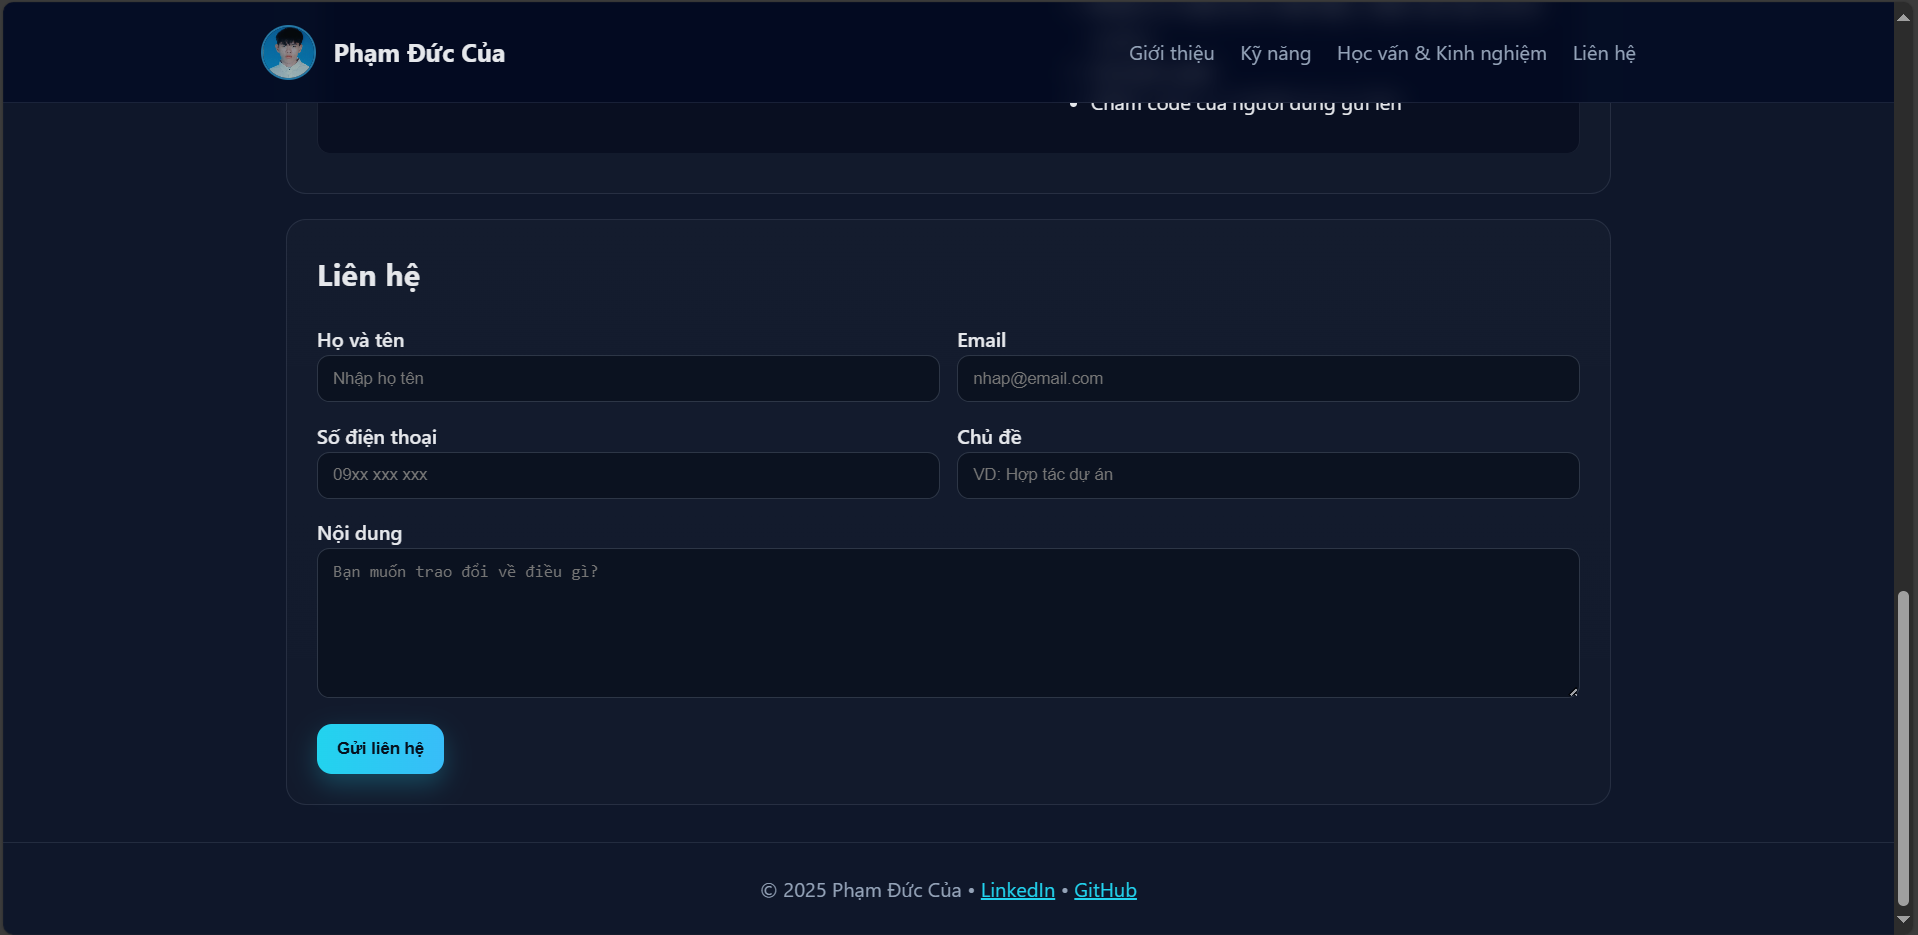 Phạm Đức Của
Giới thiệu Kỹ năng Học vấn & Kinh nghiệm Liên hệ
• Chấm code của người dùng gửi lên
Liên hệ
Họ và tên Email
Nhập họ tên nhap@email.com
Số điện thoại Chủ đề
09xx xxx xxx VD: Hợp tác dự án
Nội dung
Bạn muốn trao đổi về điều gì?
Gửi liên hệ
© 2025 Phạm Đức Của • LinkedIn • GitHub